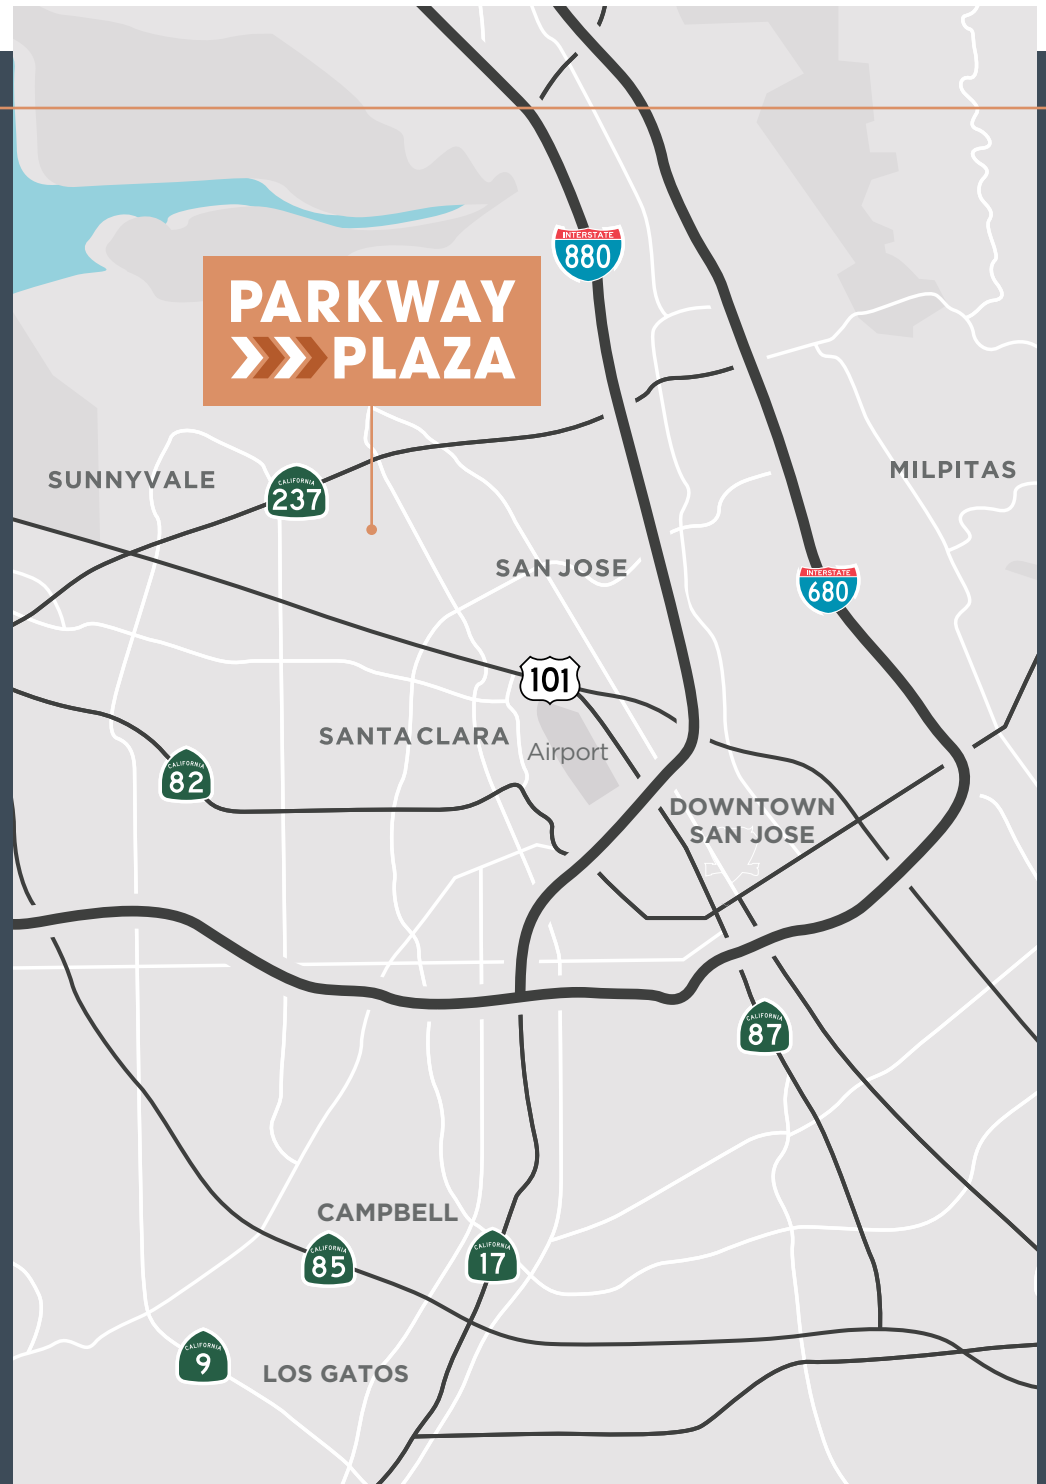 INTERSTATE
880
PARKWAY
PLAZA
SUNNYVALE
CALIFORNIA
237
MILPITAS
SAN JOSE
INTERSTATE
680
101
SANTA CLARA
Airport
CALIFORNIA
82
DOWNTOWN
SAN JOSE
CALIFORNIA
87
CAMPBELL
CALIFORNIA
85
CALIFORNIA
17
CALIFORNIA
9
LOS GATOS